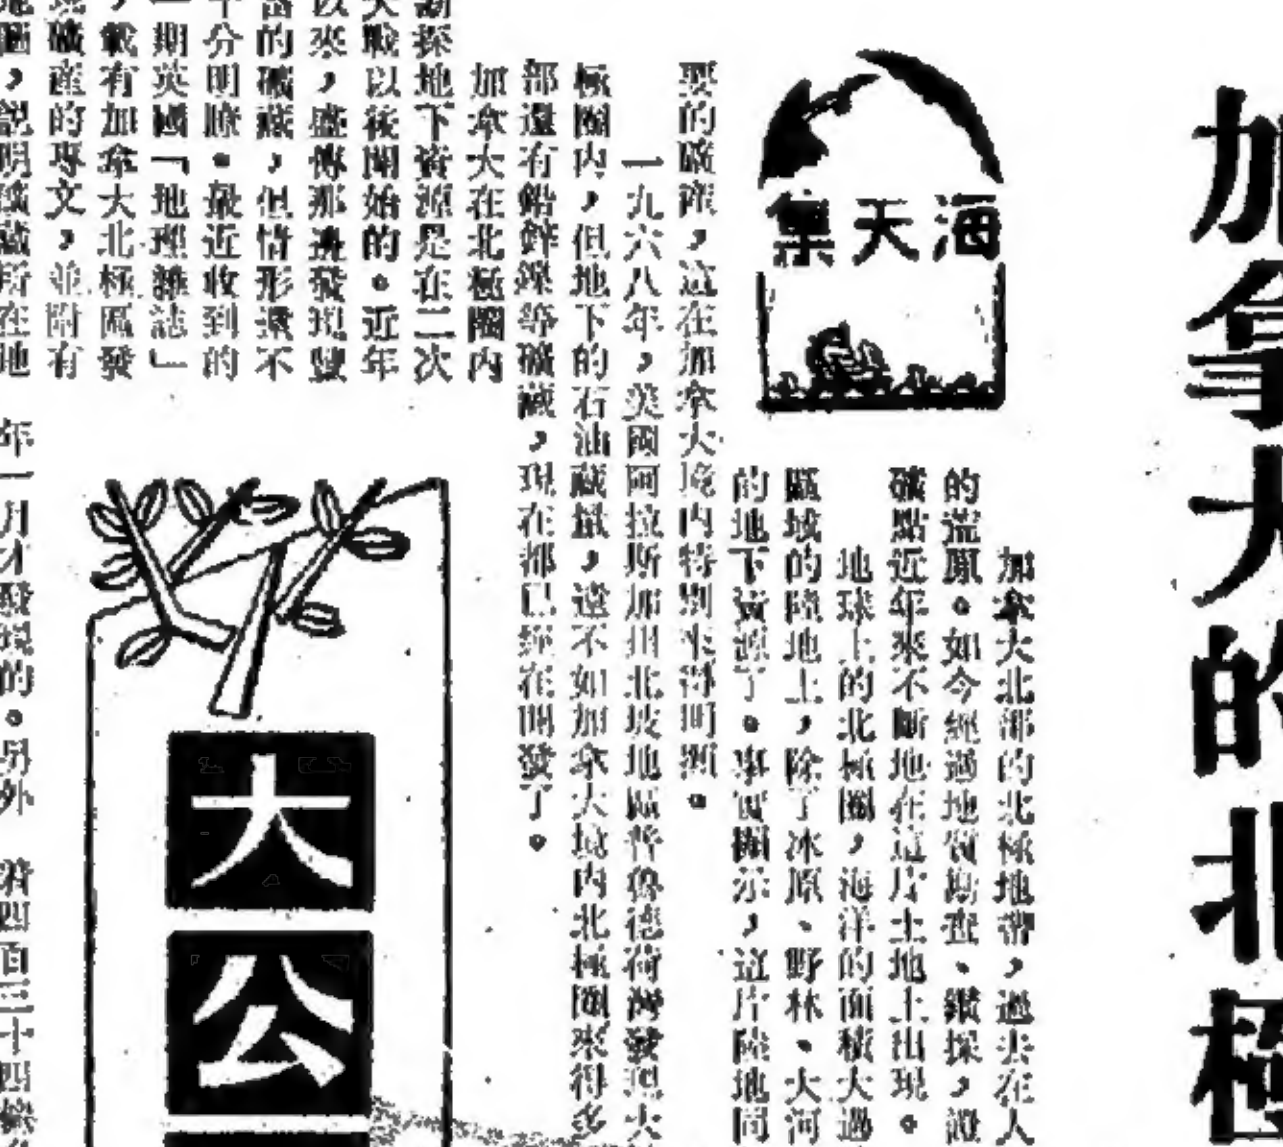 加拿大的北極
海天集
加拿大北部的北極地帶，過去在人
的荒原。如今經過地質勘查、鑽探，證
礦點近年來不斷地在這片土地上出現。
地球上的北極圈，海洋的面積大過
區域的陸地上，除了冰原、野林、大河
的地下資源了。事實顯示，這片陸地同
要的礦產，這在加拿大境內特別來得明顯。
一九六八年，美國阿拉斯加州北坡地區普魯德荷灣發現大
極圈內，但地下的石油藏量，遠不如加拿大境內北極圈來得多
部還有鉛鋅鎳等礦藏，現在都已經在開發了。
加拿大在北極圈內
探地下資源是在二次
大戰以後開始的。近年
以來，盛傳那邊發現豐
富的礦藏，但情形還不
十分明瞭。最近收到的
一期英國「地理雜誌」
，載有加拿大北極區發
現礦產的專文，並附有
地圖，說明礦藏所在地
大公
年一月才發現的。另外
第四百三十四